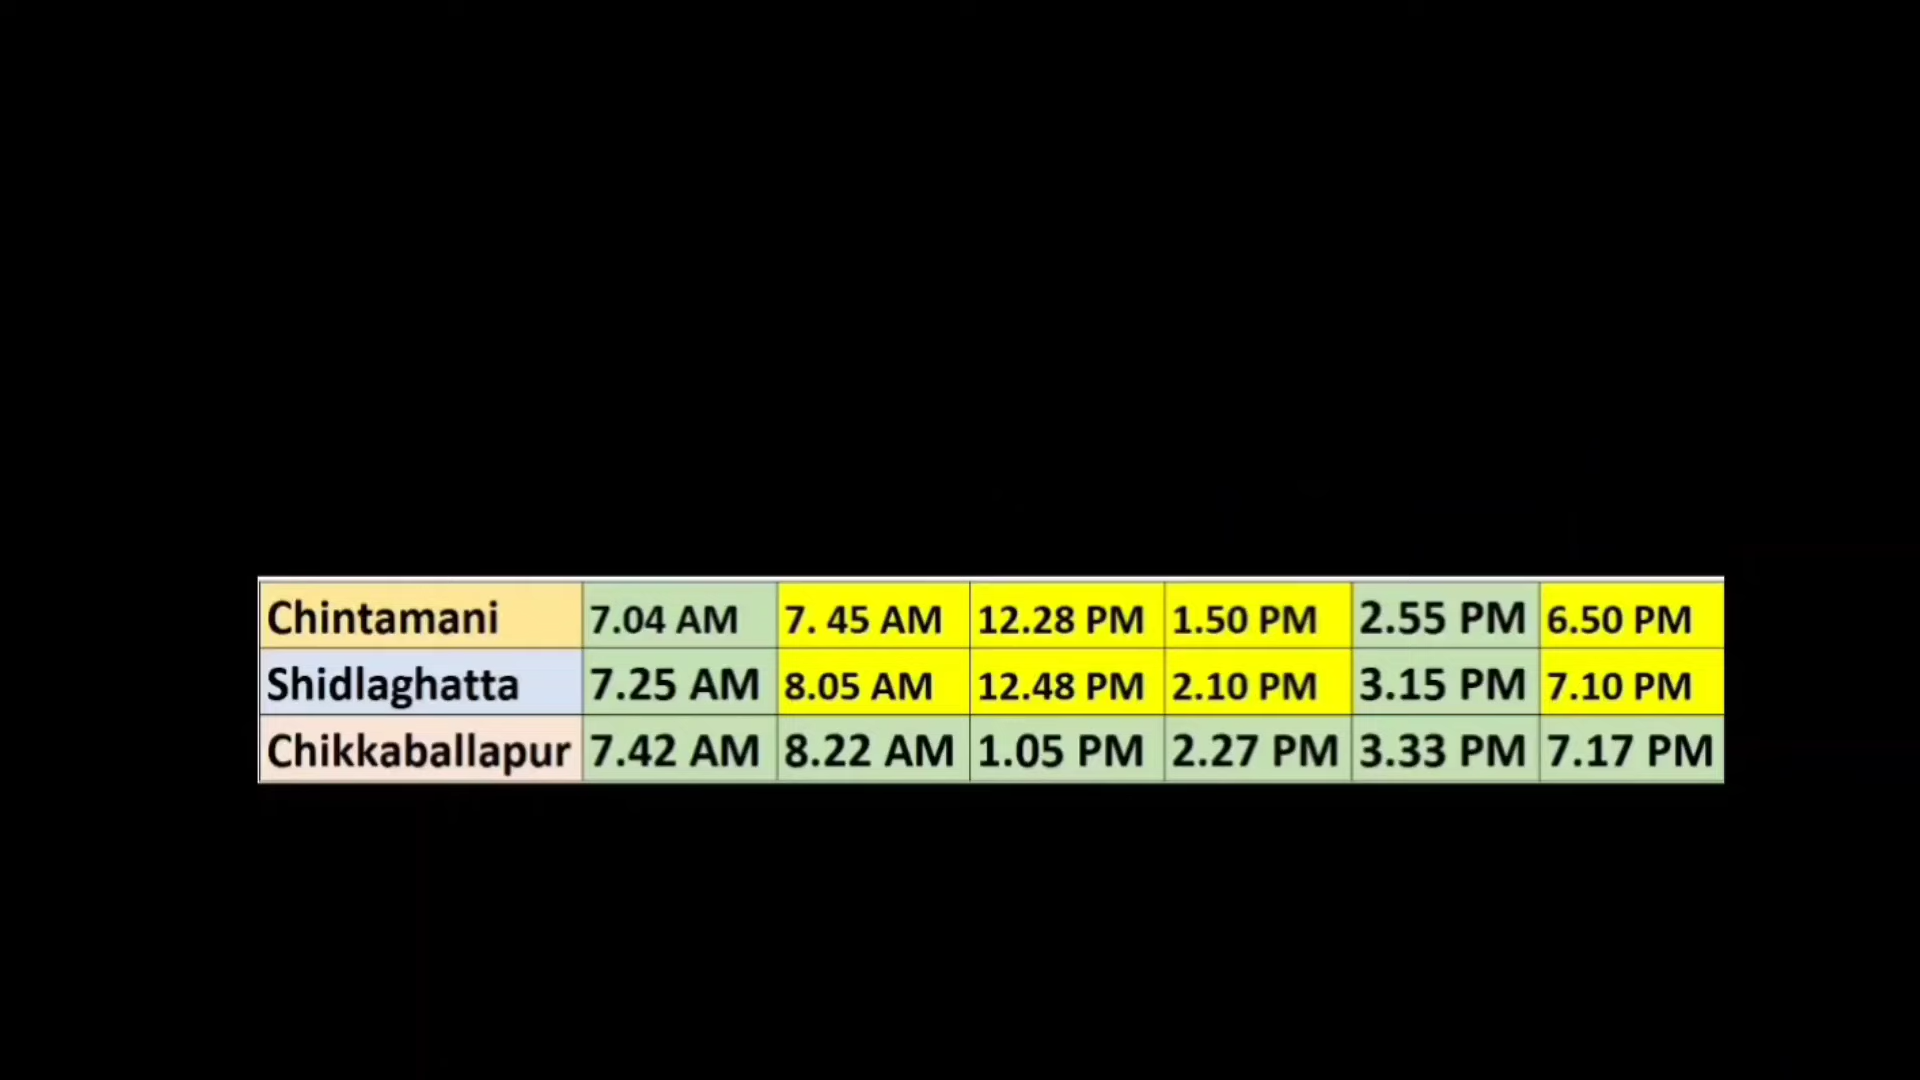 Chintamani 7.04 AM 7. 45 AM 12.28 PM 1.50 PM 2.55 PM 6.50 PM
Shidlaghatta 7.25 AM 8.05 AM 12.48 PM 2.10 PM 3.15 PM 7.10 PM
Chikkaballapur 7.42 AM 8.22 AM 1.05 PM 2.27 PM 3.33 PM 7.17 PM